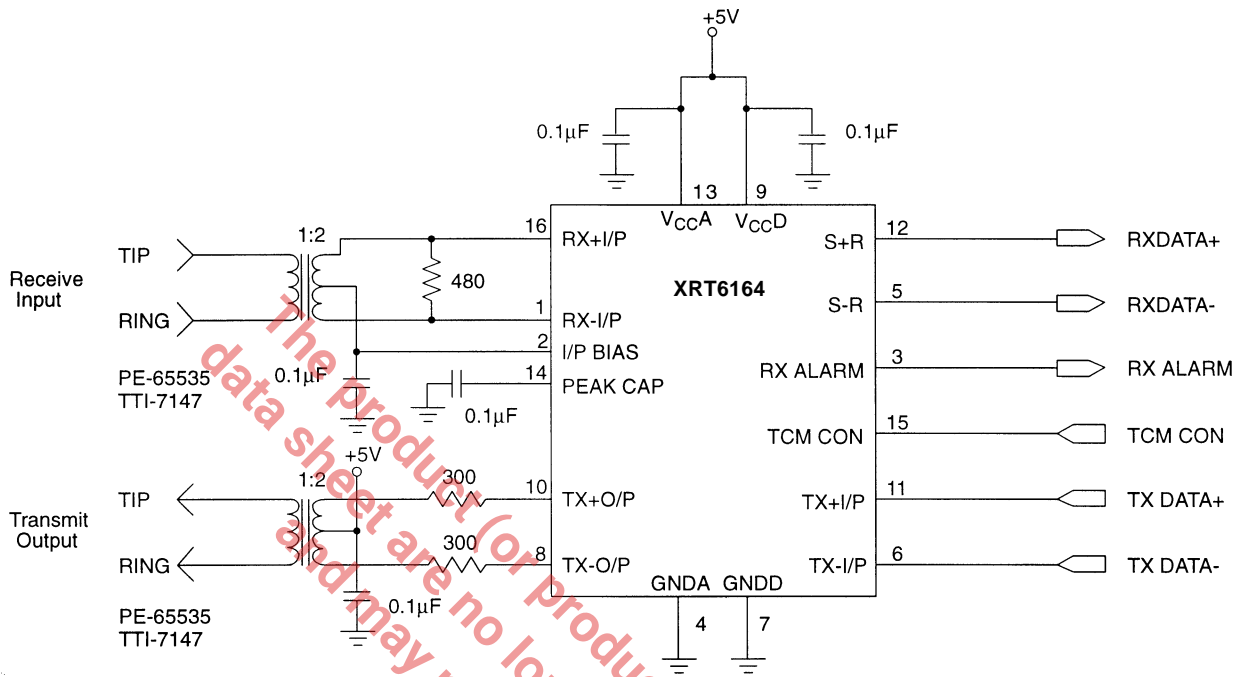 +5V
0.1µF
0.1µF
13
9
VCCA
VCCD
XRT6164
Receive
Input
TIP
RING
1:2
PE-65535
TTI-7147
480
0.1µF
0.1µF
16
RX+I/P
1
RX-I/P
2
I/P BIAS
14
PEAK CAP
S+R
12
RXDATA+
S-R
5
RXDATA-
RX ALARM
3
RX ALARM
TCM CON
15
TCM CON
Transmit
Output
TIP
RING
1:2
+5V
300
300
PE-65535
TTI-7147
0.1µF
10
TX+O/P
8
TX-O/P
TX+I/P
11
TX DATA+
TX-I/P
6
TX DATA-
GNDA
GNDD
4
7
The product (or produc
data sheet are no lo
and may